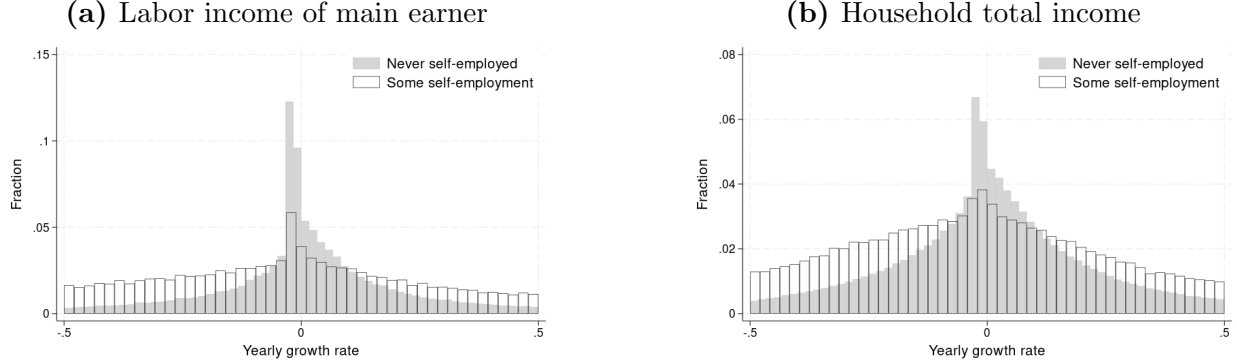 (a) Labor income of main earner
Never self-employed
Some self-employment
.15
.1
.05
0
Fraction
-.5
0
.5
Yearly growth rate
(b) Household total income
Never self-employed
Some self-employment
.08
.06
.04
.02
0
Fraction
-.5
0
.5
Yearly growth rate